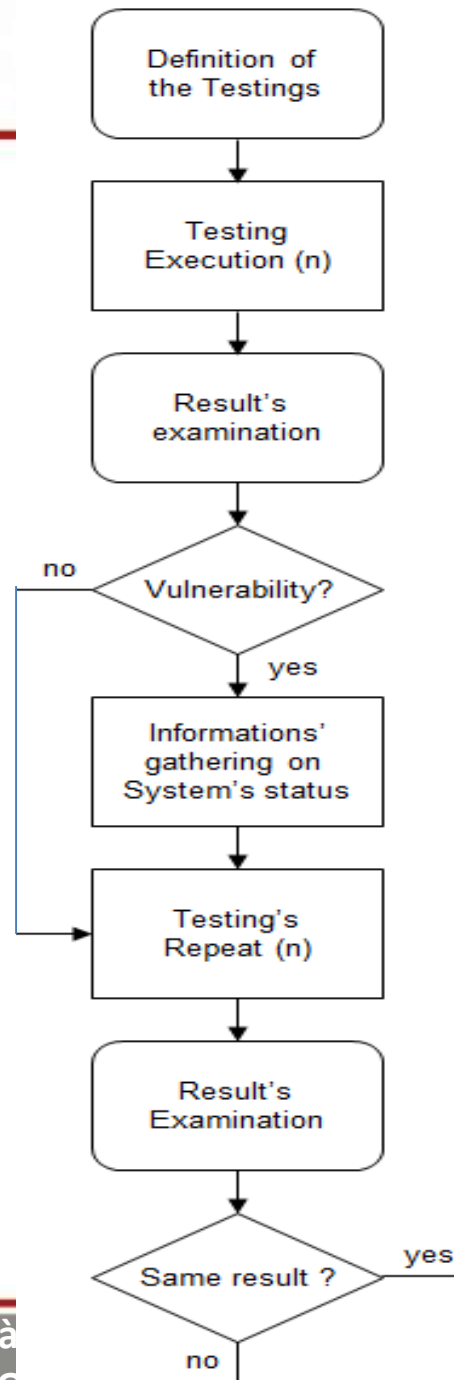 Definition of
the Testings
Testing
Execution (n)
Result's
examination
no
Vulnerability?
yes
Informations'
gathering on
System's status
Testing's
Repeat (n)
Result's
Examination
Same result ?
yes
à
no